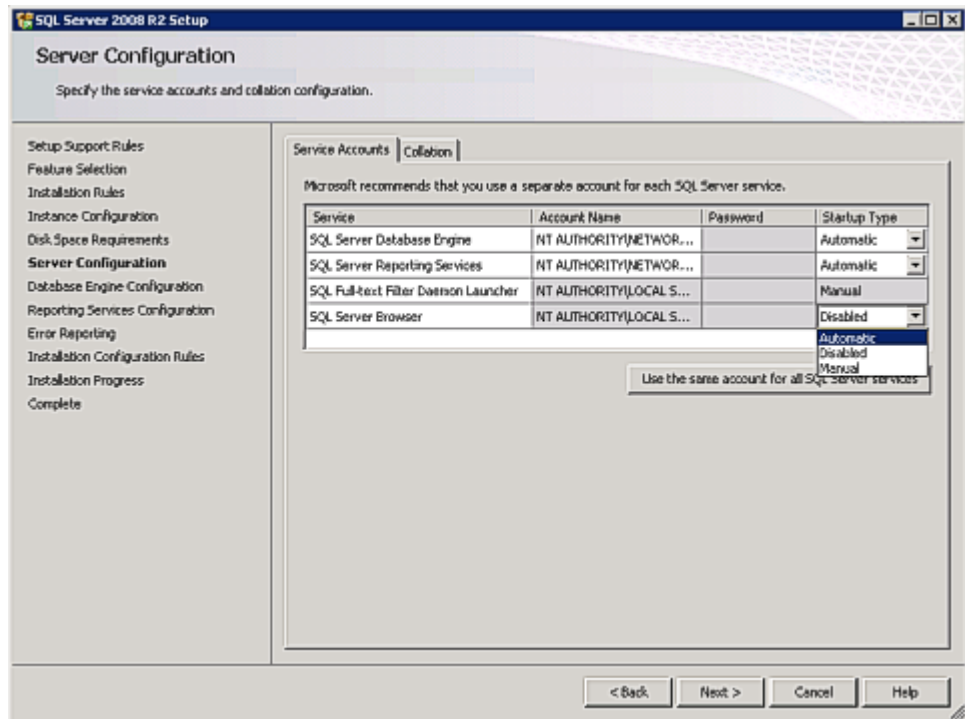 SQL Server 2008 R2 Setup
Server Configuration
Specify the service accounts and collation configuration.
Setup Support Rules
Feature Selection
Installation Rules
Instance Configuration
Disk Space Requirements
Server Configuration
Database Engine Configuration
Reporting Services Configuration
Error Reporting
Installation Configuration Rules
Installation Progress
Complete
Service Accounts Collation
Microsoft recommends that you use a separate account for each SQL Server service.
Service Account Name Password Startup Type
SQL Server Database Engine NT AUTHORITY\NETWOR... Automatic
SQL Server Reporting Services NT AUTHORITY\NETWOR... Automatic
SQL Full-text Filter Daemon Launcher NT AUTHORITY\LOCAL S... Manual
SQL Server Browser NT AUTHORITY\LOCAL S... Disabled
Automatic
Disabled
Manual
Use the same account for all SQL Server services
< Back Next > Cancel Help